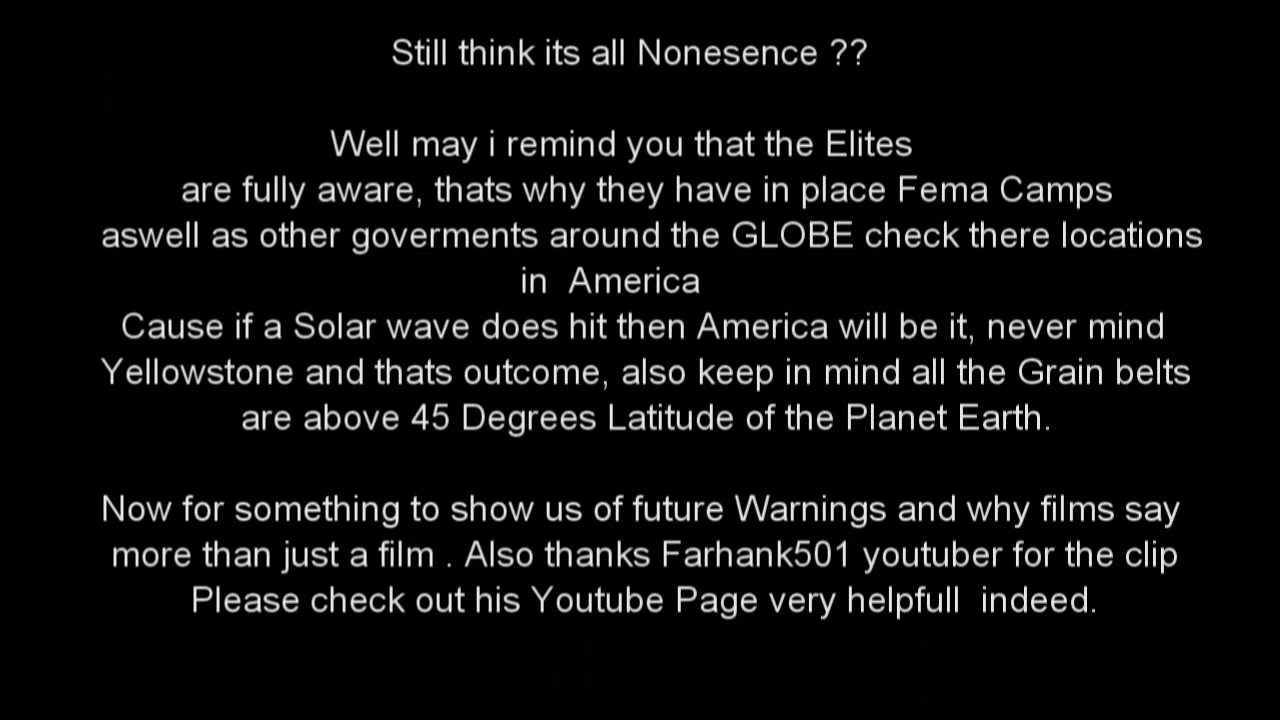 Still think its all Nonesence ??
Well may i remind you that the Elites
are fully aware, thats why they have in place Fema Camps
aswell as other goverments around the GLOBE check there locations
in America
Cause if a Solar wave does hit then America will be it, never mind
Yellowstone and thats outcome, also keep in mind all the Grain belts
are above 45 Degrees Latitude of the Planet Earth.
Now for something to show us of future Warnings and why films say
more than just a film . Also thanks Farhank501 youtuber for the clip
Please check out his Youtube Page very helpfull indeed.